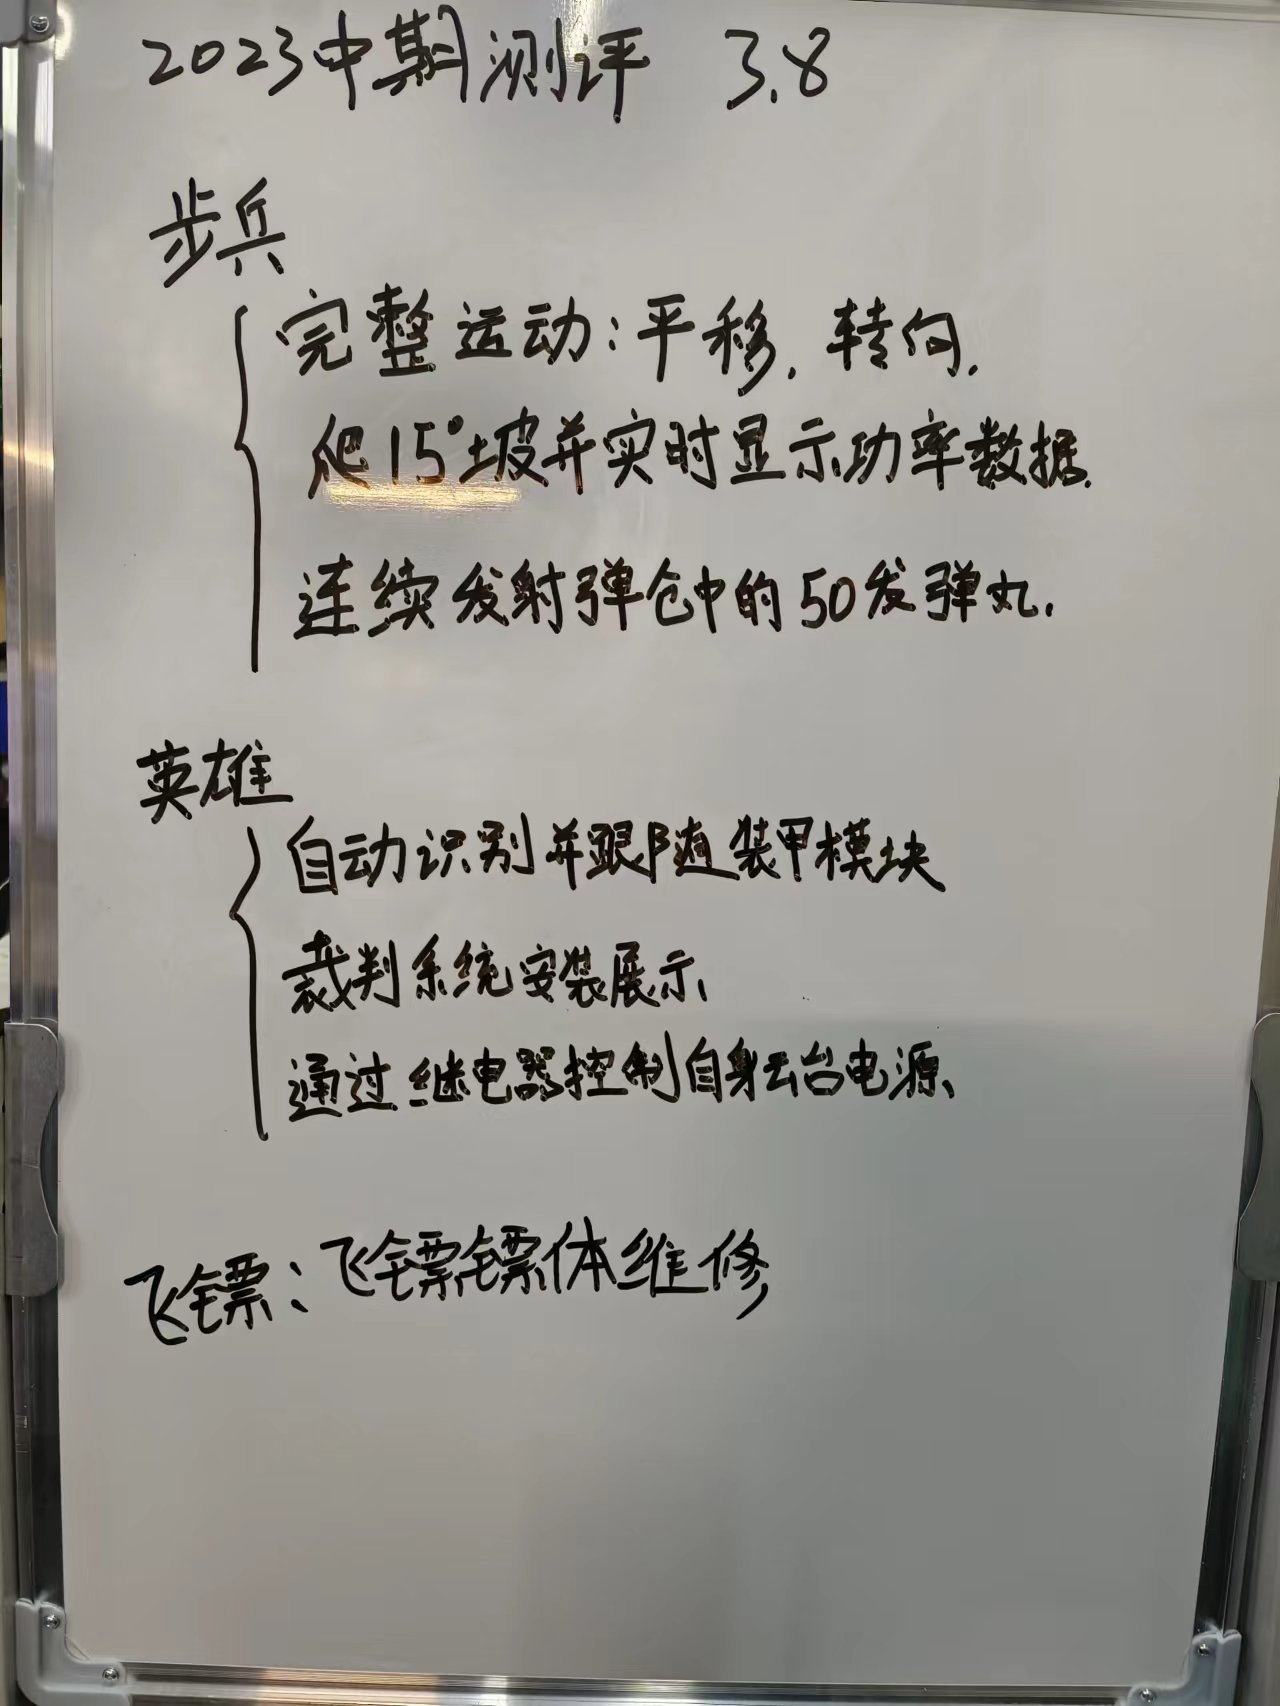 2023中期测评 3.8
步兵
完整运动:平移,转向.
爬15°坡并实时显示功率数据.
连续发射弹仓中的50发弹丸.
英雄
自动识别并跟随装甲模块
裁判系统安装展示、
通过继电器控制自身云台电源、
飞镖:飞镖镖体维修